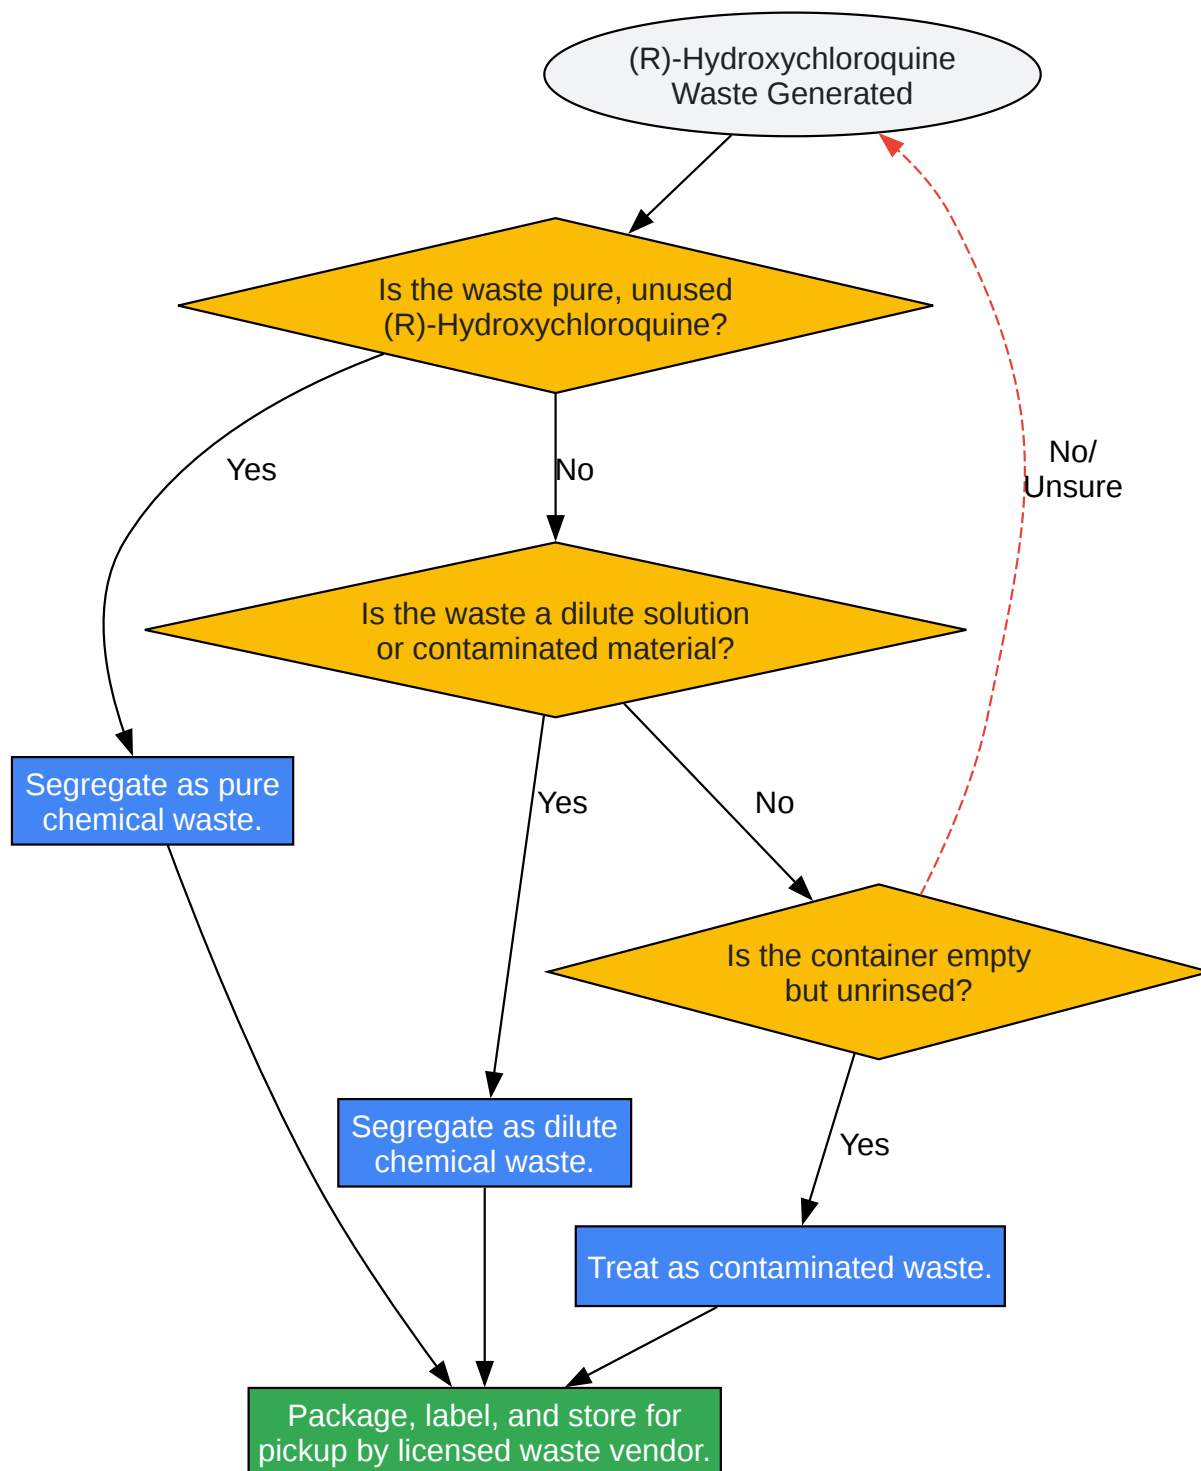 (R)-Hydroxychloroquine
Waste Generated
Is the waste pure, unused
(R)-Hydroxychloroquine?
Yes
No
No/
Unsure
Is the waste a dilute solution
or contaminated material?
Segregate as pure
chemical waste.
Yes
No
Is the container empty
but unrinsed?
Segregate as dilute
chemical waste.
Yes
Treat as contaminated waste.
Package, label, and store for
pickup by licensed waste vendor.